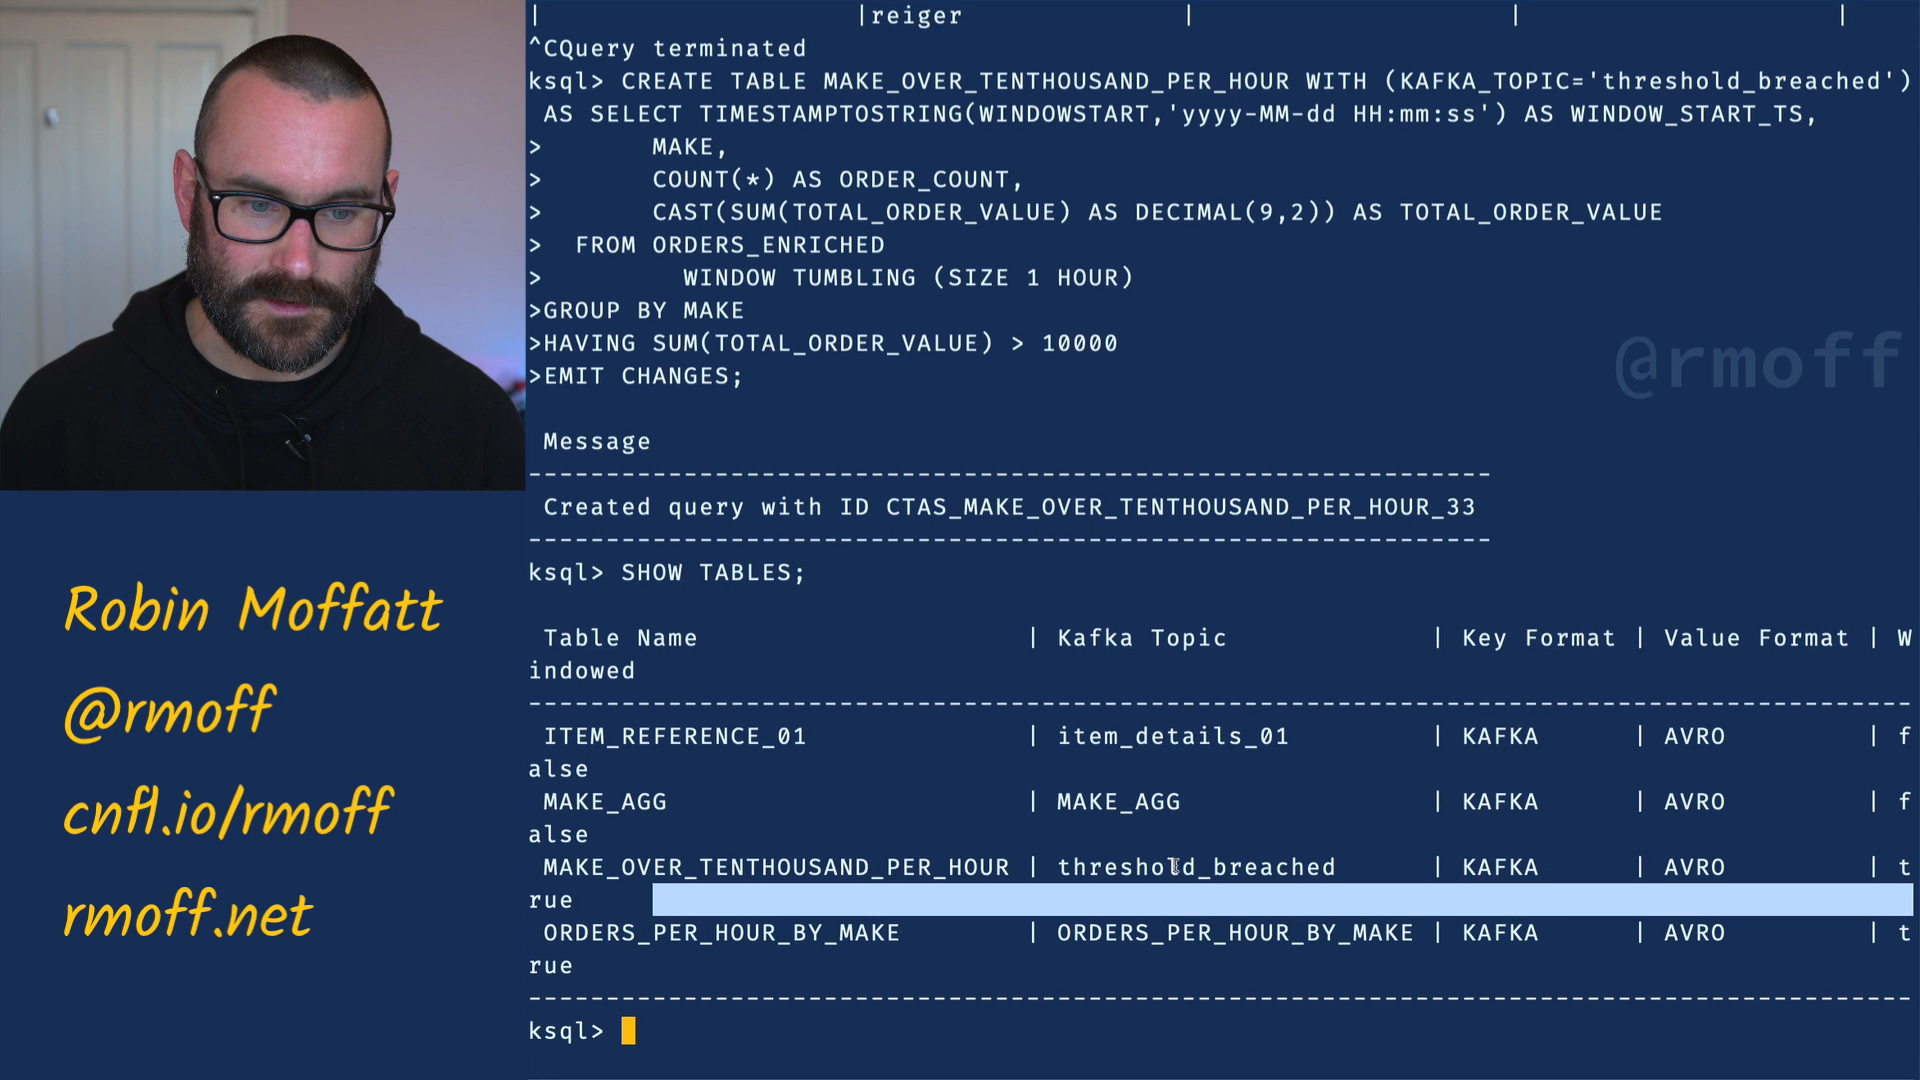 |                    |reiger              |                    |                    |
^CQuery terminated
ksql> CREATE TABLE MAKE_OVER_TENTHOUSAND_PER_HOUR WITH (KAFKA_TOPIC='threshold_breached')
 AS SELECT TIMESTAMPTOSTRING(WINDOWSTART,'yyyy-MM-dd HH:mm:ss') AS WINDOW_START_TS,
>       MAKE,
>       COUNT(*) AS ORDER_COUNT,
>       CAST(SUM(TOTAL_ORDER_VALUE) AS DECIMAL(9,2)) AS TOTAL_ORDER_VALUE
>  FROM ORDERS_ENRICHED
>         WINDOW TUMBLING (SIZE 1 HOUR)
>GROUP BY MAKE
>HAVING SUM(TOTAL_ORDER_VALUE) > 10000
>EMIT CHANGES;
@rmoff
 Message
--------------------------------------------------------------
 Created query with ID CTAS_MAKE_OVER_TENTHOUSAND_PER_HOUR_33
--------------------------------------------------------------
ksql> SHOW TABLES;
 Table Name                     | Kafka Topic             | Key Format | Value Format | W
indowed
-----------------------------------------------------------------------------------------
 ITEM_REFERENCE_01              | item_details_01         | KAFKA      | AVRO         | f
alse
 MAKE_AGG                       | MAKE_AGG                | KAFKA      | AVRO         | f
alse
 MAKE_OVER_TENTHOUSAND_PER_HOUR | threshold_breached      | KAFKA      | AVRO         | t
rue
 ORDERS_PER_HOUR_BY_MAKE        | ORDERS_PER_HOUR_BY_MAKE | KAFKA      | AVRO         | t
rue
-----------------------------------------------------------------------------------------
ksql>
Robin Moffatt
@rmoff
cnfl.io/rmoff
rmoff.net